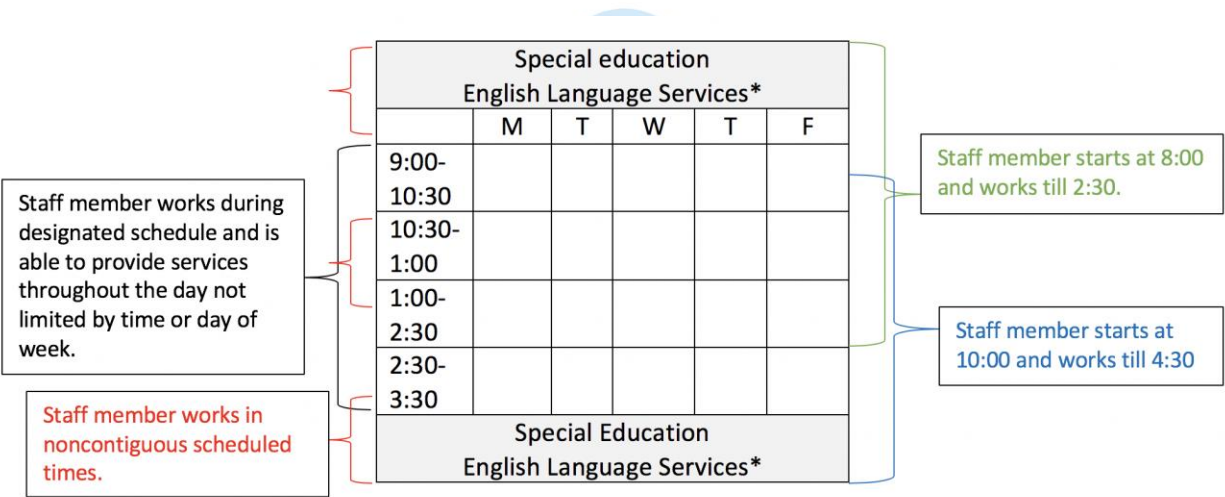 Special education
English Language Services*
M T W T F
9:00-
10:30
10:30-
1:00
1:00-
2:30
2:30-
3:30
Special Education
English Language Services*
Staff member works during
designated schedule and is
able to provide services
throughout the day not
limited by time or day of
week.
Staff member works in
noncontiguous scheduled
times.
Staff member starts at 8:00
and works till 2:30.
Staff member starts at
10:00 and works till 4:30